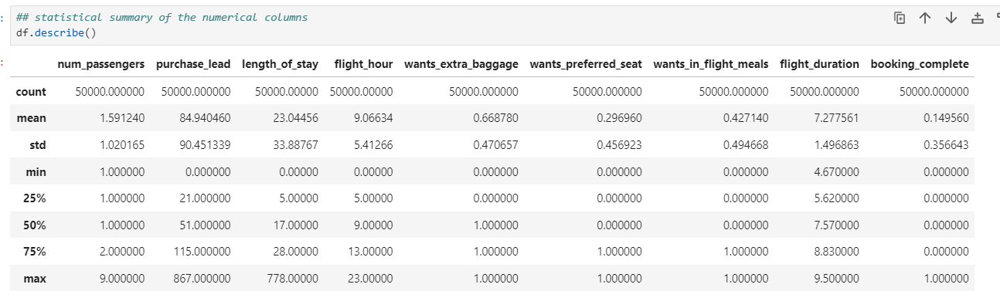 ## statistical summary of the numerical columns
df.describe()
num_passengers purchase_lead length_of_stay flight_hour wants_extra_baggage wants_preferred_seat wants_in_flight_meals flight_duration booking_complete
count 50000.000000 50000.000000 50000.00000 50000.00000 50000.000000 50000.000000 50000.000000 50000.000000 50000.000000
mean 1.591240 84.940460 23.04456 9.06634 0.668780 0.296960 0.427140 7.277561 0.149560
std 1.020165 90.451339 33.88767 5.41266 0.470657 0.456923 0.494668 1.496863 0.356643
min 1.000000 0.000000 0.00000 0.00000 0.000000 0.000000 0.000000 4.670000 0.000000
25% 1.000000 21.000000 5.00000 5.00000 0.000000 0.000000 0.000000 5.620000 0.000000
50% 1.000000 51.000000 17.00000 9.00000 1.000000 0.000000 0.000000 7.570000 0.000000
75% 2.000000 115.000000 28.00000 13.00000 1.000000 1.000000 1.000000 8.830000 0.000000
max 9.000000 867.000000 778.00000 23.00000 1.000000 1.000000 1.000000 9.500000 1.000000